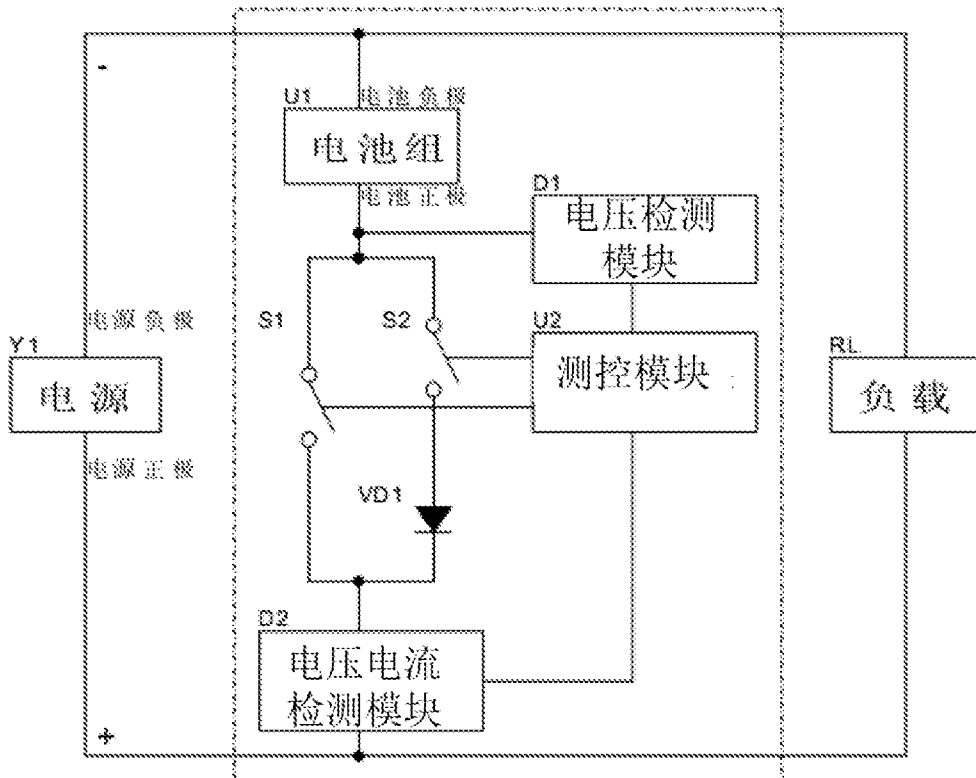 -
U1
电池负极
电池组
电池正极
D1
电压检测
模块
电源负极
S1
S2
U2
Y1
测控模块
RL
电源
负载
电源正极
VD1
D2
电压电流
检测模块
+